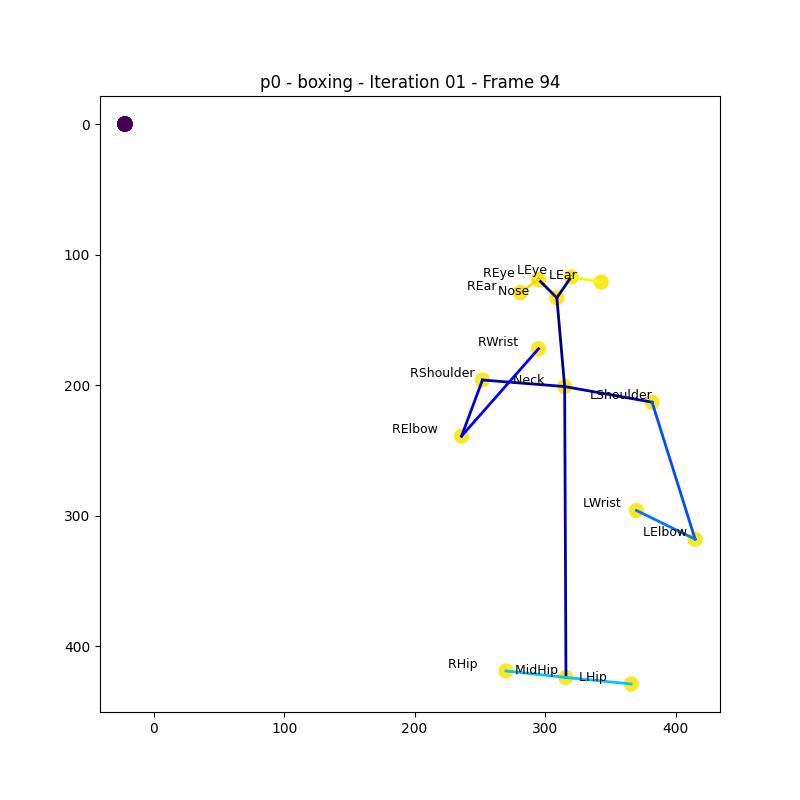 p0 - boxing - Iteration 01 - Frame 94
0
100
200
300
400
REye LEye LEar
REar Nose
RWrist
RShoulder Neck
LShoulder
RElbow
LWrist
LElbow
RHip MidHip LHip
0 100 200 300 400